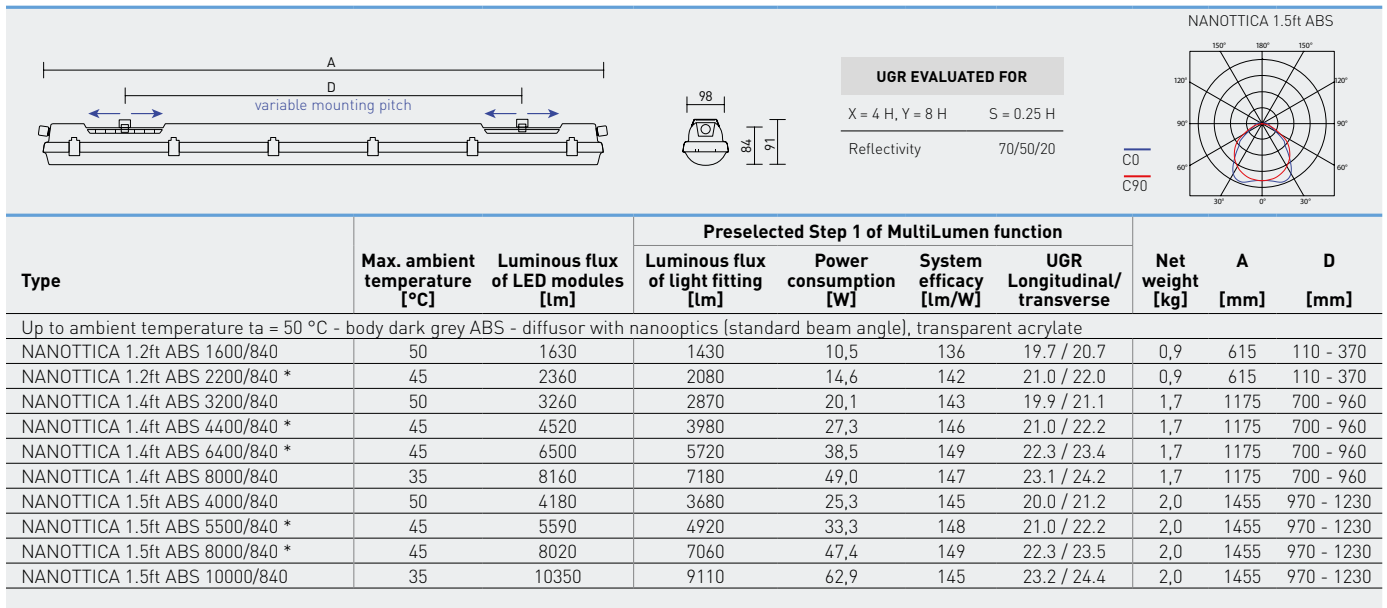 NANOTTICA 1.5ft ABS
A
D
variable mounting pitch
98
84
91
UGR EVALUATED FOR
X = 4 H, Y = 8 H S = 0.25 H
Reflectivity 70/50/20
C0
C90
150° 180° 150°
120° 120°
90° 90°
60° 60°
30° 0° 30°
Preselected Step 1 of MultiLumen function
Type
Max. ambient temperature [°C]
Luminous flux of LED modules [lm]
Luminous flux of light fitting [lm]
Power consumption [W]
System efficacy [lm/W]
UGR Longitudinal/ transverse
Net weight [kg]
A [mm]
D [mm]
Up to ambient temperature ta = 50 °C - body dark grey ABS - diffusor with nanooptics (standard beam angle), transparent acrylate
NANOTTICA 1.2ft ABS 1600/840 50 1630 1430 10,5 136 19.7 / 20.7 0,9 615 110 - 370
NANOTTICA 1.2ft ABS 2200/840 * 45 2360 2080 14,6 142 21.0 / 22.0 0,9 615 110 - 370
NANOTTICA 1.4ft ABS 3200/840 50 3260 2870 20,1 143 19.9 / 21.1 1,7 1175 700 - 960
NANOTTICA 1.4ft ABS 4400/840 * 45 4520 3980 27,3 146 21.0 / 22.2 1,7 1175 700 - 960
NANOTTICA 1.4ft ABS 6400/840 * 45 6500 5720 38,5 149 22.3 / 23.4 1,7 1175 700 - 960
NANOTTICA 1.4ft ABS 8000/840 35 8160 7180 49,0 147 23.1 / 24.2 1,7 1175 700 - 960
NANOTTICA 1.5ft ABS 4000/840 50 4180 3680 25,3 145 20.0 / 21.2 2,0 1455 970 - 1230
NANOTTICA 1.5ft ABS 5500/840 * 45 5590 4920 33,3 148 21.0 / 22.2 2,0 1455 970 - 1230
NANOTTICA 1.5ft ABS 8000/840 * 45 8020 7060 47,4 149 22.3 / 23.5 2,0 1455 970 - 1230
NANOTTICA 1.5ft ABS 10000/840 35 10350 9110 62,9 145 23.2 / 24.4 2,0 1455 970 - 1230